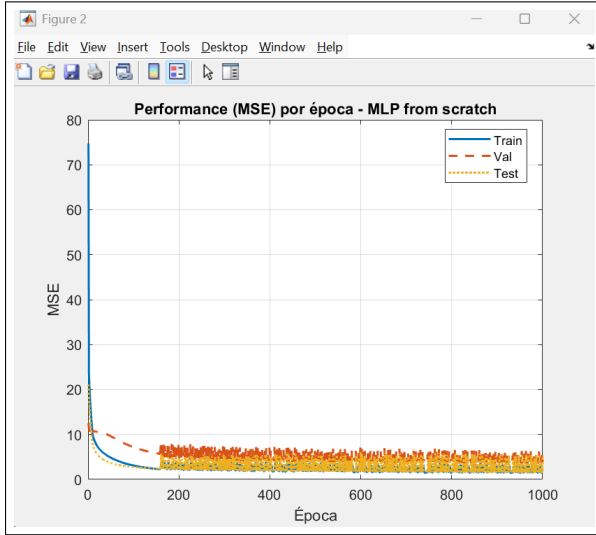 Figure 2
File Edit View Insert Tools Desktop Window Help
Performance (MSE) por época - MLP from scratch
80
70
60
50
40
30
20
10
0
MSE
Train
Val
Test
0 200 400 600 800 1000
Época